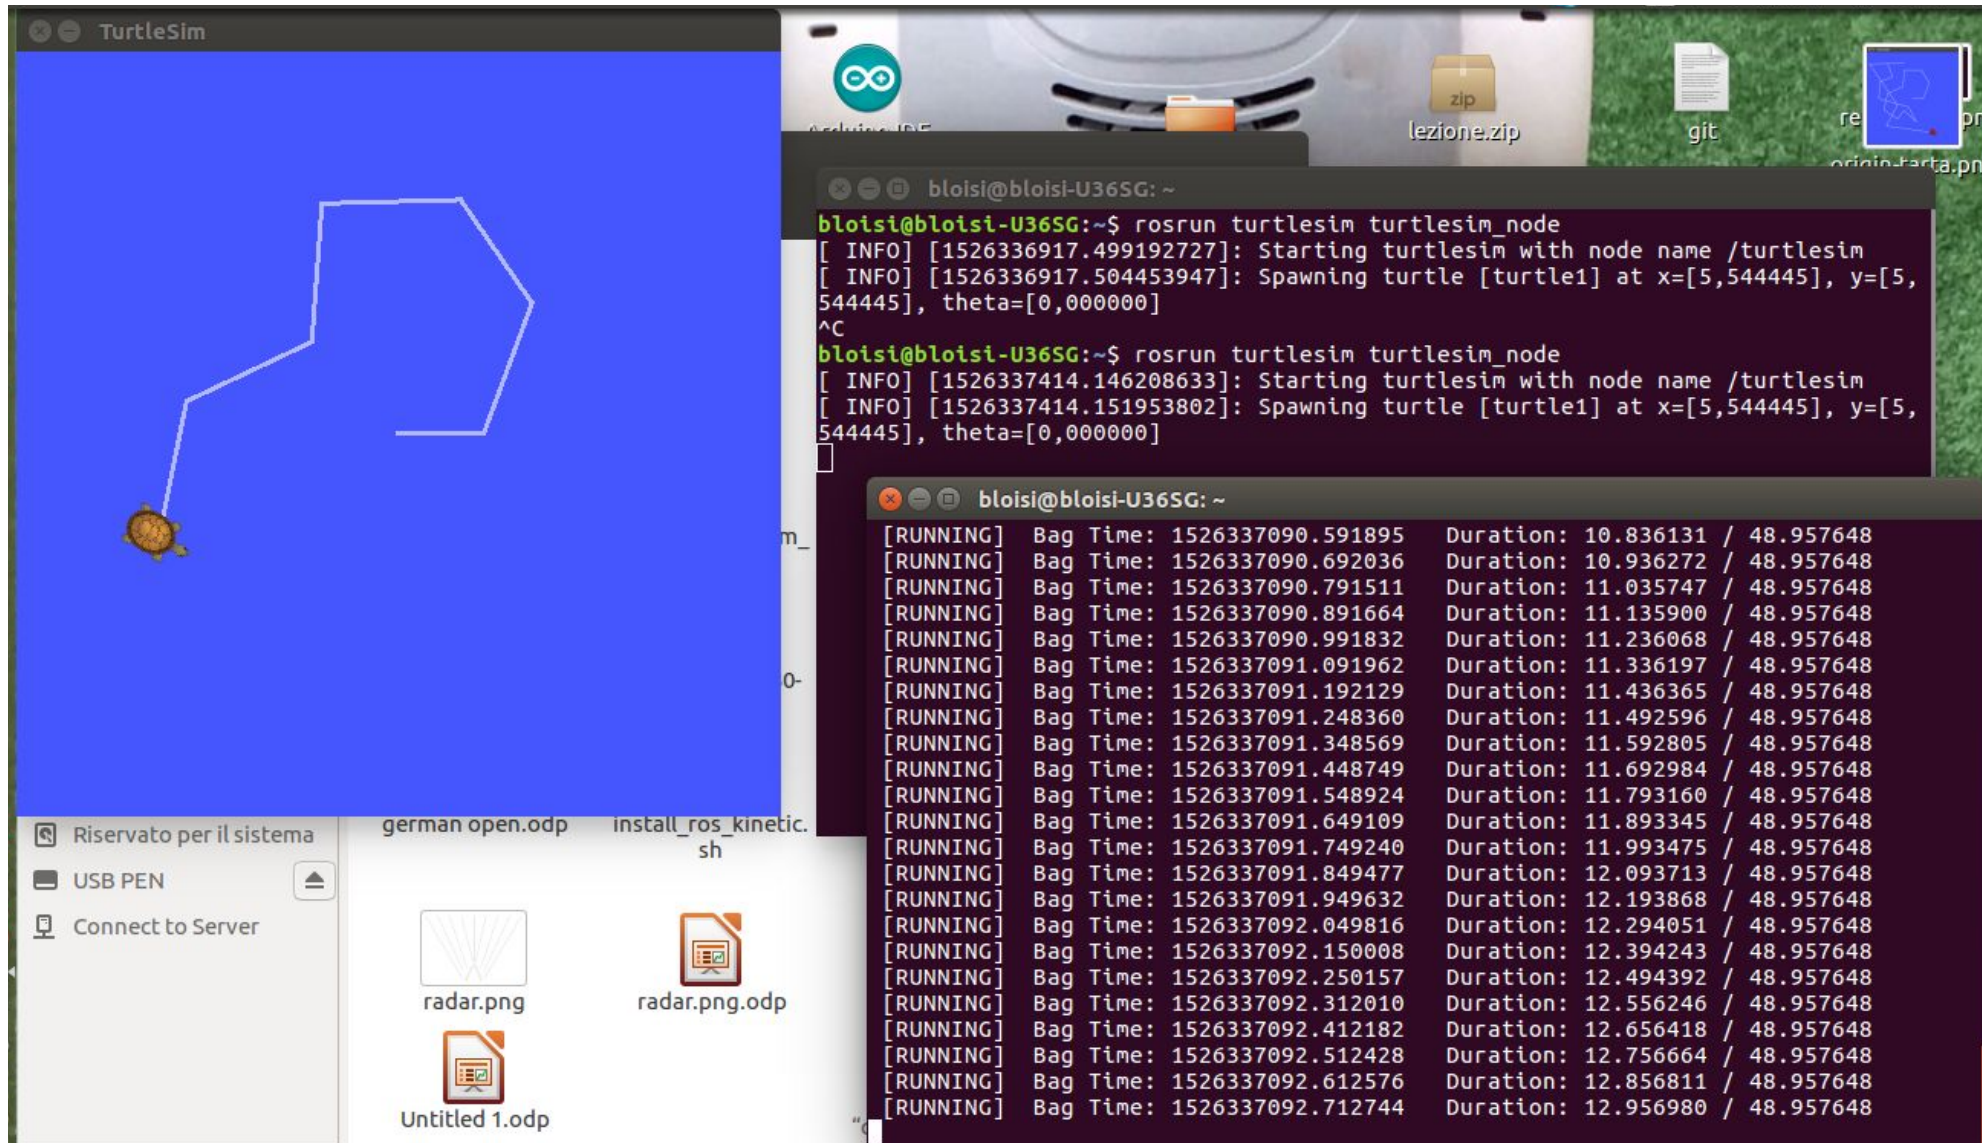 TurtleSim
zip
lezione.zip
git
re
origin-tarta.pn
bloisi@bloisi-U36SG: ~
bloisi@bloisi-U36SG:~$ rosrun turtlesim turtlesim_node
[ INFO] [1526336917.499192727]: Starting turtlesim with node name /turtlesim
[ INFO] [1526336917.504453947]: Spawning turtle [turtle1] at x=[5,544445], y=[5,
544445], theta=[0,000000]
^C
bloisi@bloisi-U36SG:~$ rosrun turtlesim turtlesim_node
[ INFO] [1526337414.146208633]: Starting turtlesim with node name /turtlesim
[ INFO] [1526337414.151953802]: Spawning turtle [turtle1] at x=[5,544445], y=[5,
544445], theta=[0,000000]
bloisi@bloisi-U36SG: ~
[RUNNING]  Bag Time: 1526337090.591895   Duration: 10.836131 / 48.957648
[RUNNING]  Bag Time: 1526337090.692036   Duration: 10.936272 / 48.957648
[RUNNING]  Bag Time: 1526337090.791511   Duration: 11.035747 / 48.957648
[RUNNING]  Bag Time: 1526337090.891664   Duration: 11.135900 / 48.957648
[RUNNING]  Bag Time: 1526337090.991832   Duration: 11.236068 / 48.957648
[RUNNING]  Bag Time: 1526337091.091962   Duration: 11.336197 / 48.957648
[RUNNING]  Bag Time: 1526337091.192129   Duration: 11.436365 / 48.957648
[RUNNING]  Bag Time: 1526337091.248360   Duration: 11.492596 / 48.957648
[RUNNING]  Bag Time: 1526337091.348569   Duration: 11.592805 / 48.957648
[RUNNING]  Bag Time: 1526337091.448749   Duration: 11.692984 / 48.957648
[RUNNING]  Bag Time: 1526337091.548924   Duration: 11.793160 / 48.957648
[RUNNING]  Bag Time: 1526337091.649109   Duration: 11.893345 / 48.957648
[RUNNING]  Bag Time: 1526337091.749240   Duration: 11.993475 / 48.957648
[RUNNING]  Bag Time: 1526337091.849477   Duration: 12.093713 / 48.957648
[RUNNING]  Bag Time: 1526337091.949632   Duration: 12.193868 / 48.957648
[RUNNING]  Bag Time: 1526337092.049816   Duration: 12.294051 / 48.957648
[RUNNING]  Bag Time: 1526337092.150008   Duration: 12.394243 / 48.957648
[RUNNING]  Bag Time: 1526337092.250157   Duration: 12.494392 / 48.957648
[RUNNING]  Bag Time: 1526337092.312010   Duration: 12.556246 / 48.957648
[RUNNING]  Bag Time: 1526337092.412182   Duration: 12.656418 / 48.957648
[RUNNING]  Bag Time: 1526337092.512428   Duration: 12.756664 / 48.957648
[RUNNING]  Bag Time: 1526337092.612576   Duration: 12.856811 / 48.957648
[RUNNING]  Bag Time: 1526337092.712744   Duration: 12.956980 / 48.957648
m_
0-
Riservato per il sistema
USB PEN
Connect to Server
german open.odp
install_ros_kinetic.
sh
radar.png
radar.png.odp
Untitled 1.odp